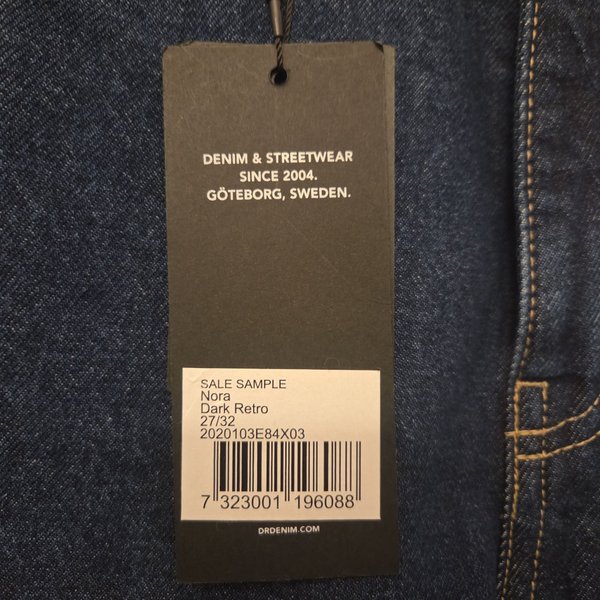 DENIM & STREETWEAR
SINCE 2004.
GÖTEBORG, SWEDEN.
SALE SAMPLE
Nora
Dark Retro
27/32
2020103E84X03
7 323001 196088
DRDENIM.COM